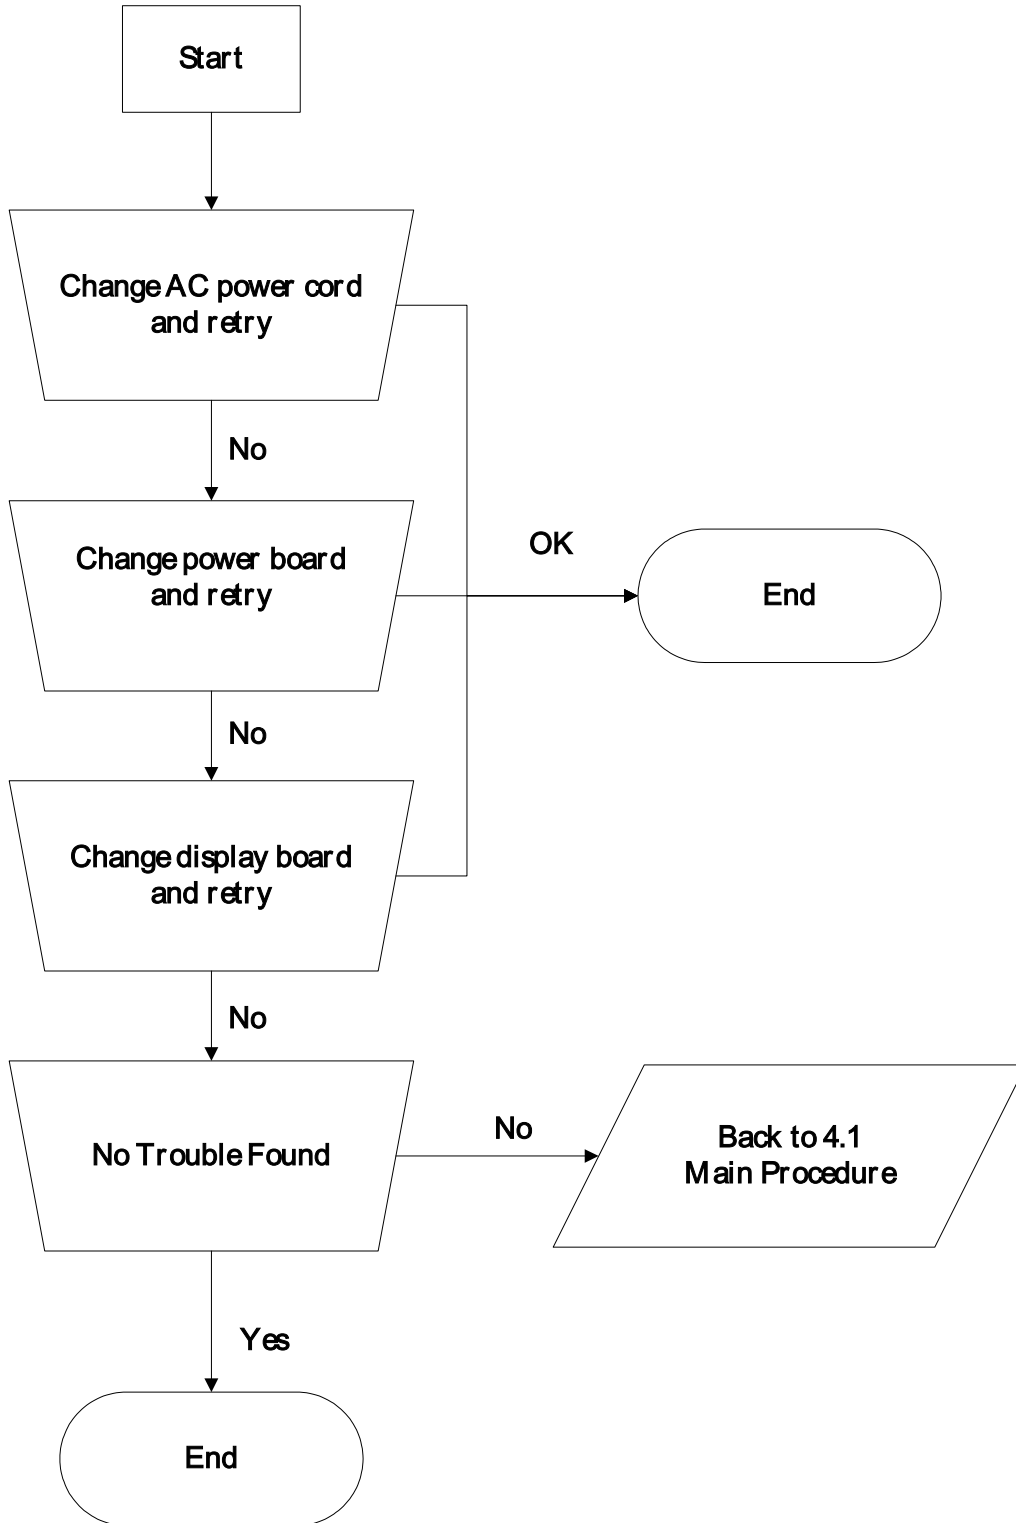 Start
Change AC power cord
and retry
No
Change power board
and retry
OK
End
No
Change display board
and retry
No
No Trouble Found
No
Back to 4.1
Main Procedure
Yes
End